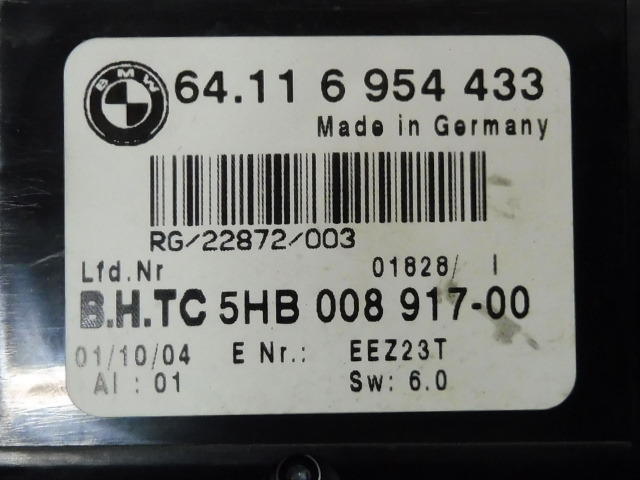 BMW
64.11 6 954 433
Made in Germany
RG/22872/003
Lfd.Nr 01828/ I
B.H.TC 5HB 008 917-00
01/10/04 E Nr.: EEZ23T
AI : 01 Sw: 6.0